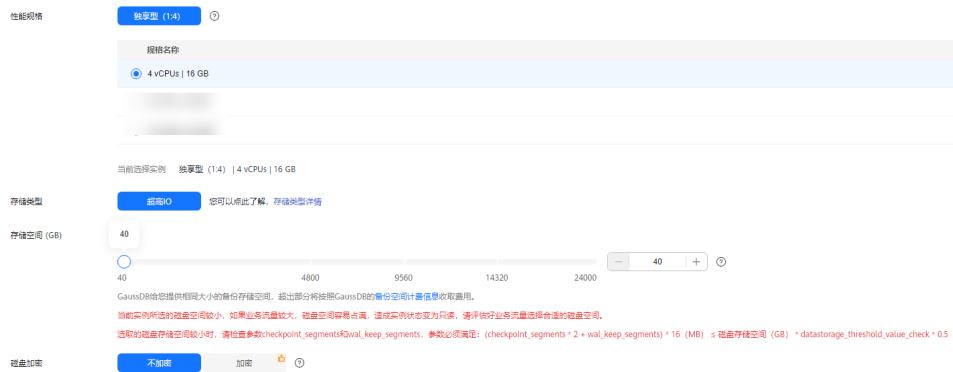 性能规格 独享型（1:4）
规格名称
4 vCPUs | 16 GB
当前选择实例 独享型（1:4） | 4 vCPUs | 16 GB
存储类型 超高IO 您可以点此了解，存储类型详情
存储空间 (GB) 40
40
40 4800 9560 14320 24000
GaussDB给您提供相同大小的备份存储空间，超出部分将按照GaussDB的备份空间计费信息收取费用。
当前实例所选的磁盘空间较小，如果业务流量较大，磁盘空间容易占满，造成实例状态变为只读，请评估好业务流量选择合适的磁盘空间。
选取的磁盘存储空间较小时，请检查参数checkpoint_segments和wal_keep_segments，参数必须满足：(checkpoint_segments * 2 + wal_keep_segments) * 16（MB） ≤ 磁盘存储空间（GB） * datastorage_threshold_value_check * 0.5
磁盘加密 不加密 加密